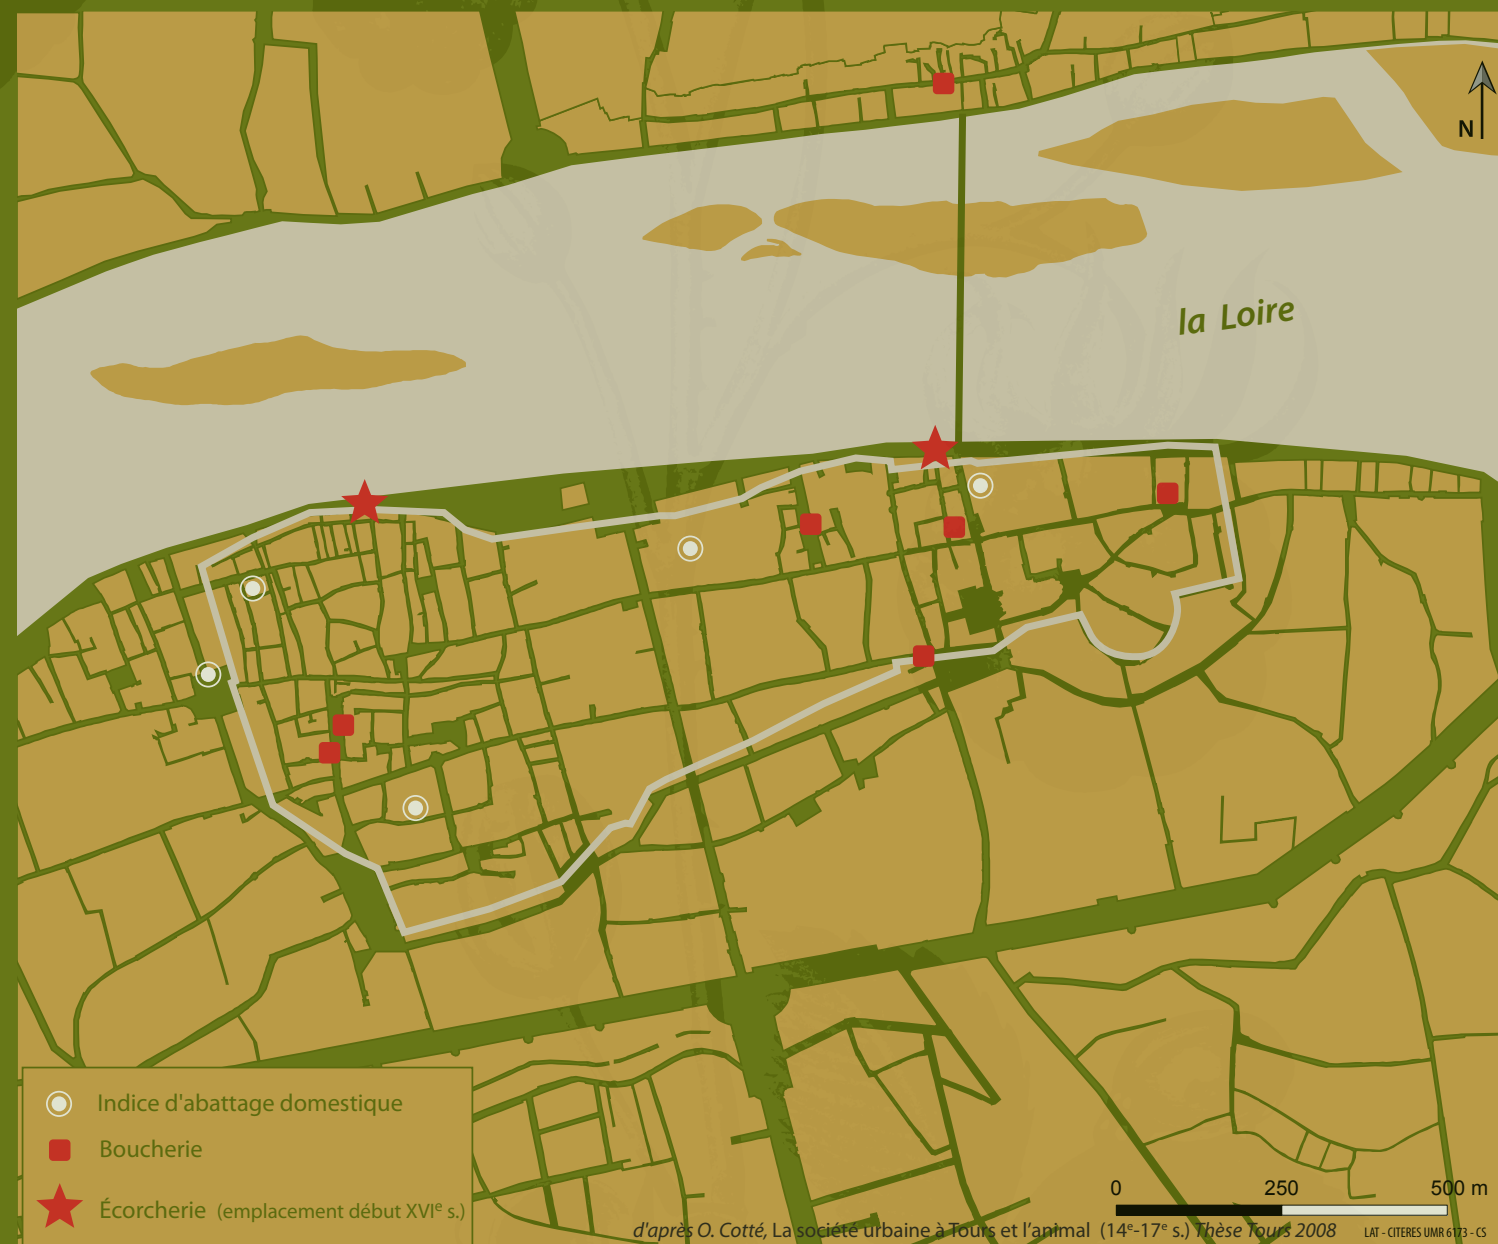 N
la Loire
Indice d'abattage domestique
Boucherie
Écorcherie (emplacement début XVIe s.)
0 250 500 m
d'après O. Cotté, La société urbaine à Tours et l'animal (14e-17e s.) Thèse Tours 2008 LAT - CITERES UMR 6173 - CS